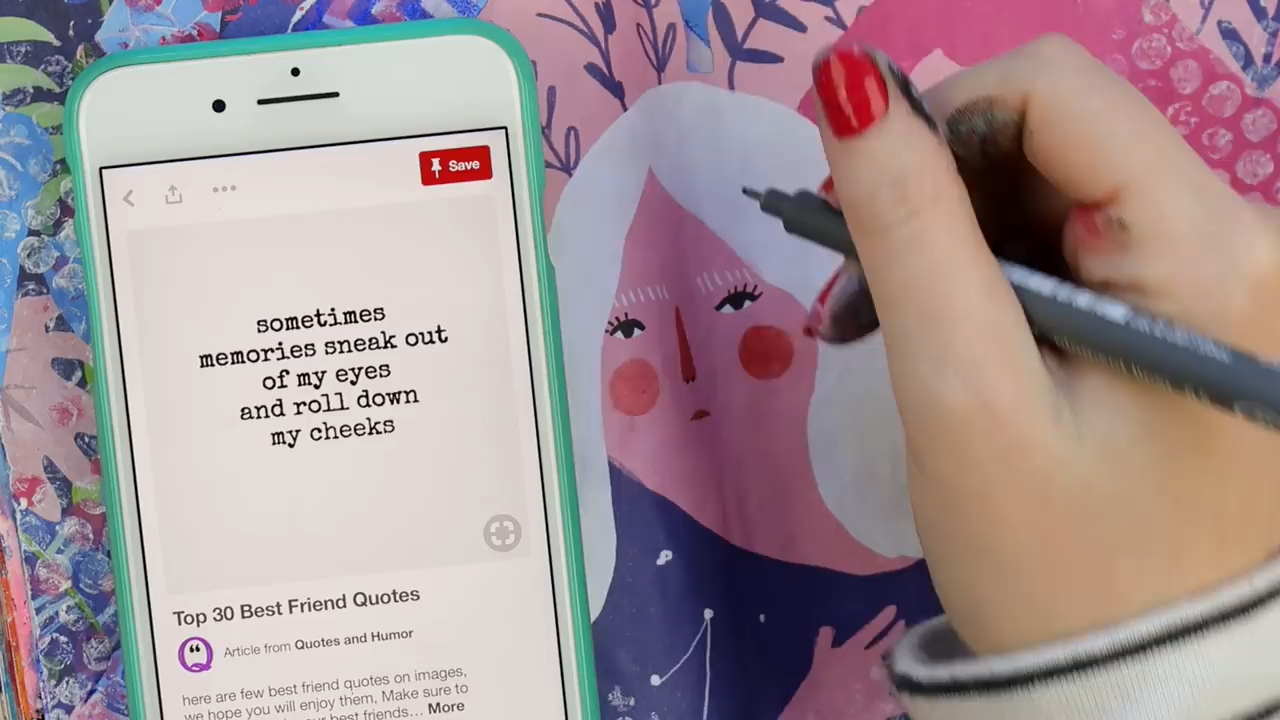 Save
sometimes
memories sneak out
of my eyes
and roll down
my cheeks
Top 30 Best Friend Quotes
Article from Quotes and Humor
here are few best friend quotes on images,
we hope you will enjoy them, Make sure to
best friends... More